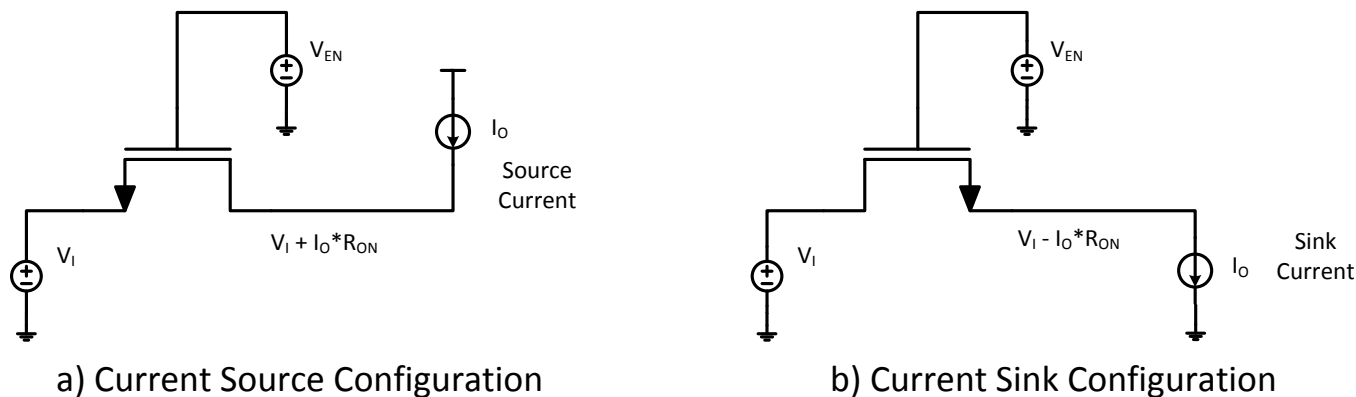 V_EN
I_O
Source
Current
V_I + I_O*R_ON
V_I
a) Current Source Configuration
V_EN
V_I - I_O*R_ON
V_I
I_O
Sink
Current
b) Current Sink Configuration